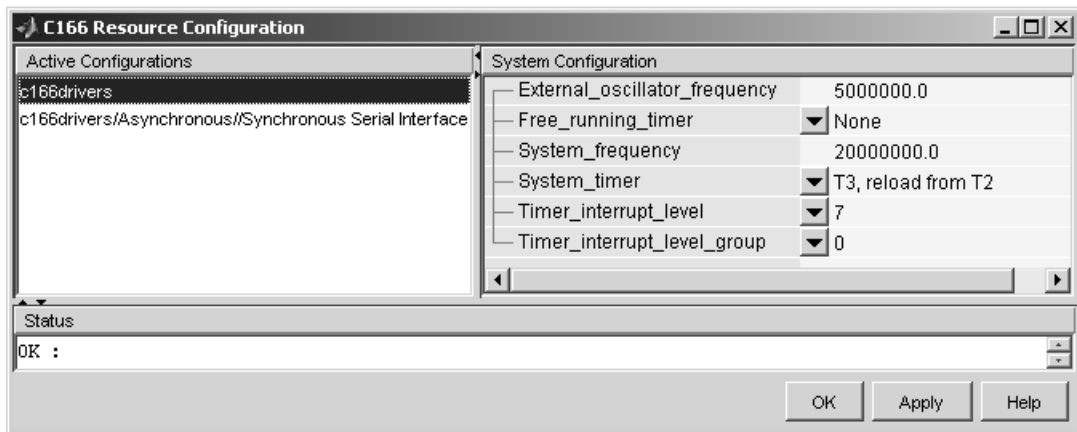 C166 Resource Configuration
Active Configurations
c166drivers
c166drivers/Asynchronous//Synchronous Serial Interface
System Configuration
External_oscillator_frequency 5000000.0
Free_running_timer None
System_frequency 20000000.0
System_timer T3, reload from T2
Timer_interrupt_level 7
Timer_interrupt_level_group 0
Status
OK :
OK Apply Help